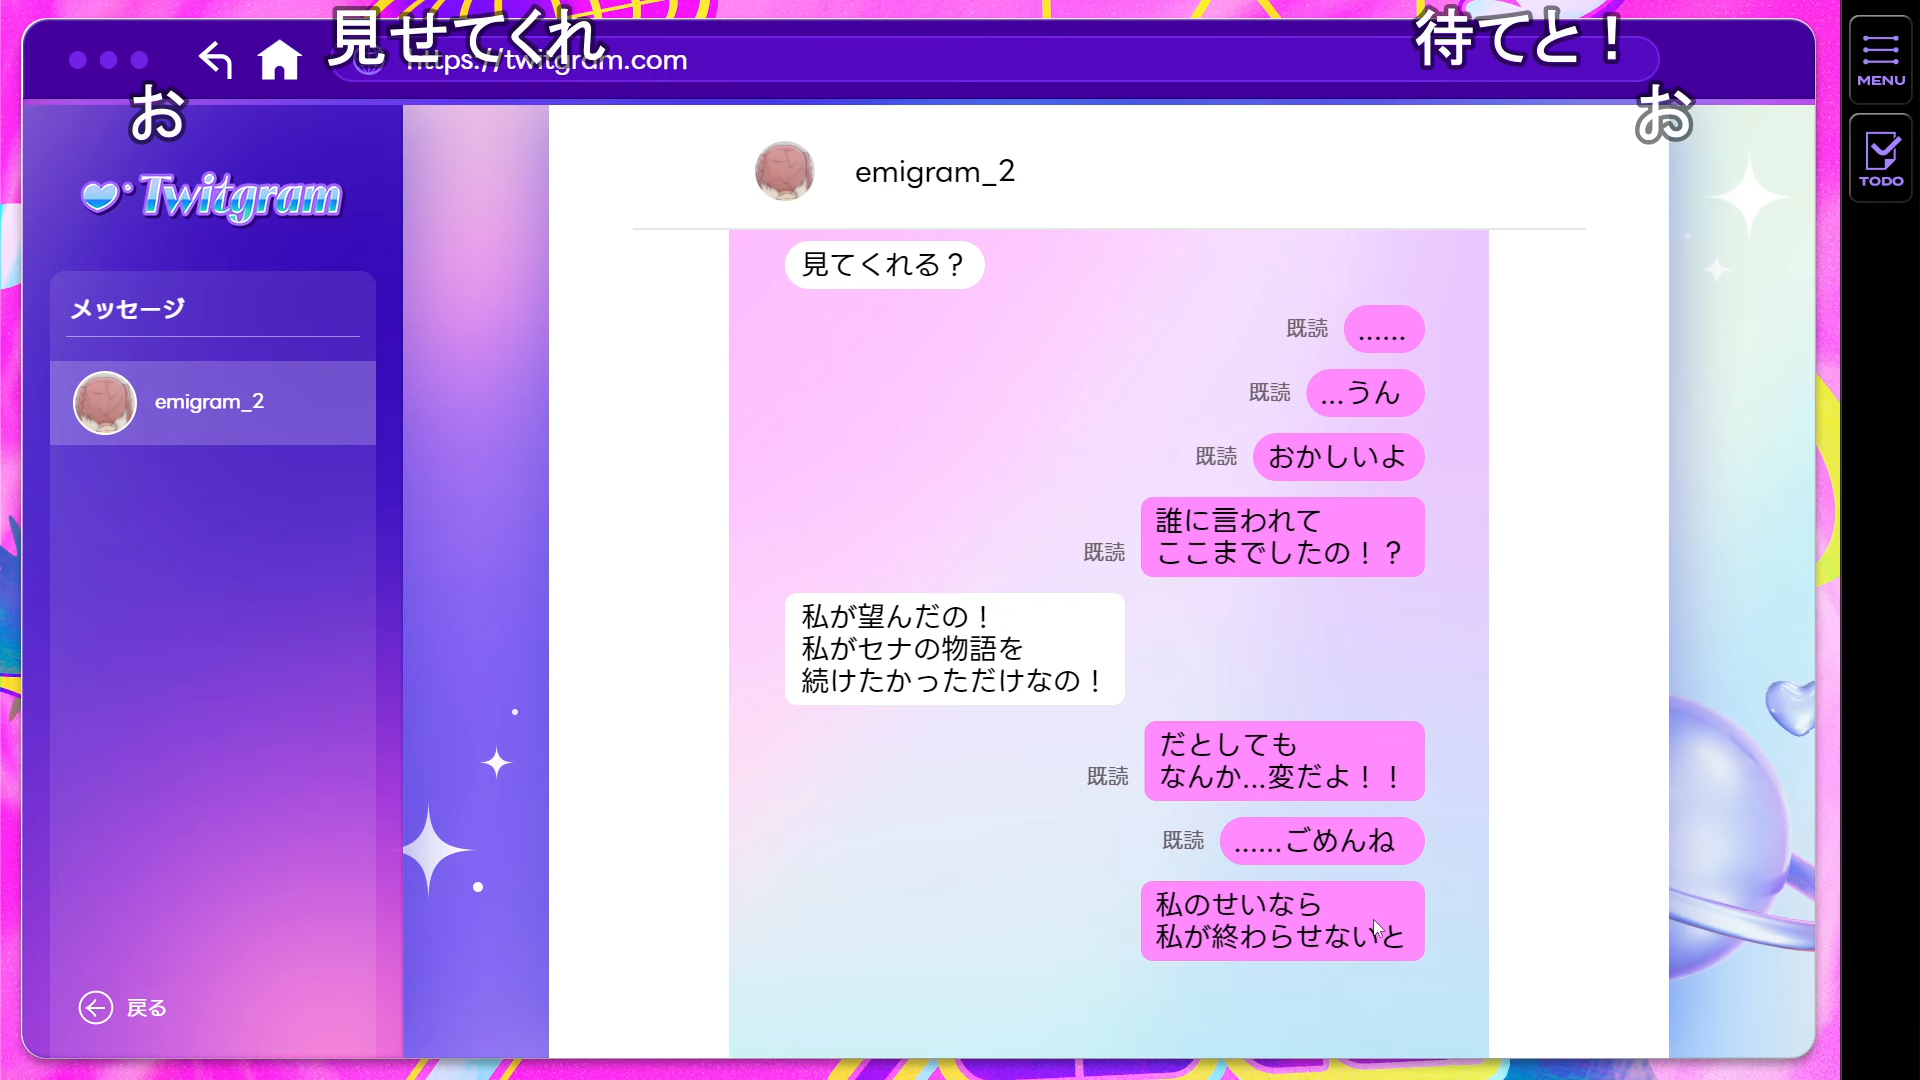 見せてくれ
待てと！
https://twitgram.com
MENU
お
お
TODO
Twitgram
emigram_2
メッセージ
emigram_2
見てくれる？
既読
......
既読
...うん
既読
おかしいよ
誰に言われて
ここまでしたの！？
既読
私が望んだの！
私がセナの物語を
続けたかっただけなの！
だとしても
なんか...変だよ！！
既読
既読
......ごめんね
私のせいなら
私が終わらせないと
戻る